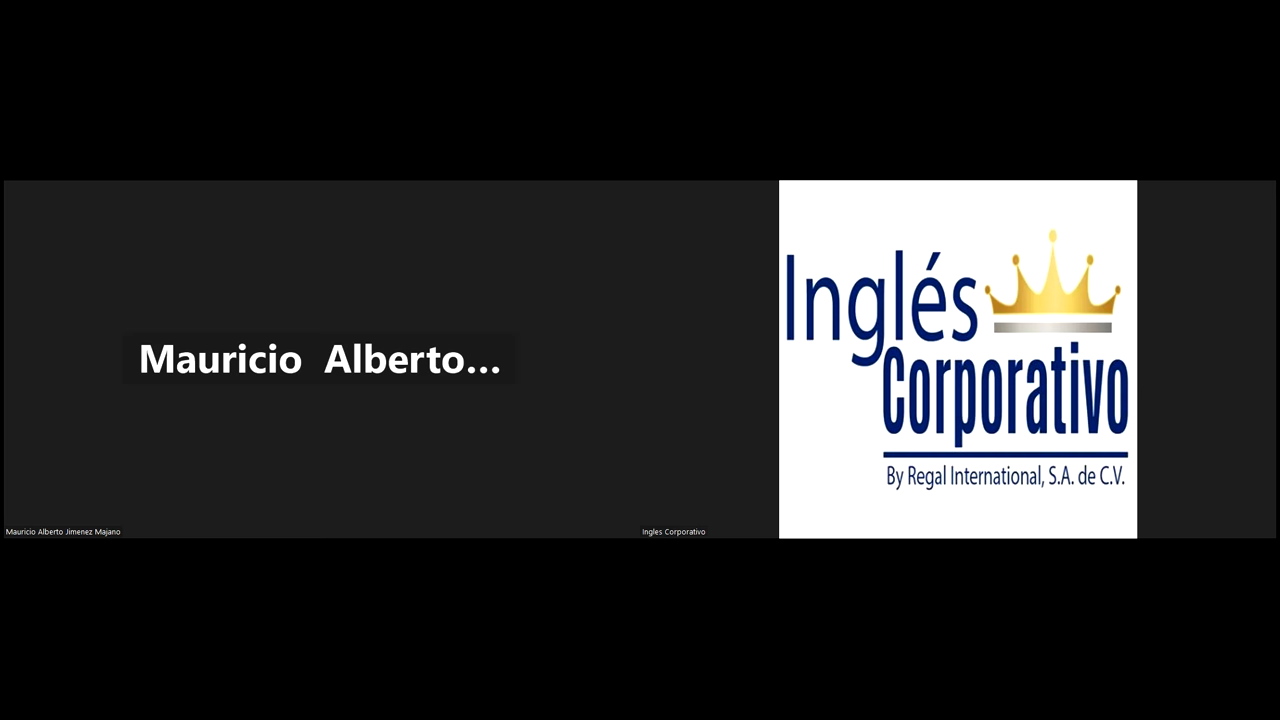 Mauricio Alberto...
Mauricio Alberto Jimenez Majano
Inglés
Corporativo
By Regal International, S.A. de C.V.
Ingles Corporativo